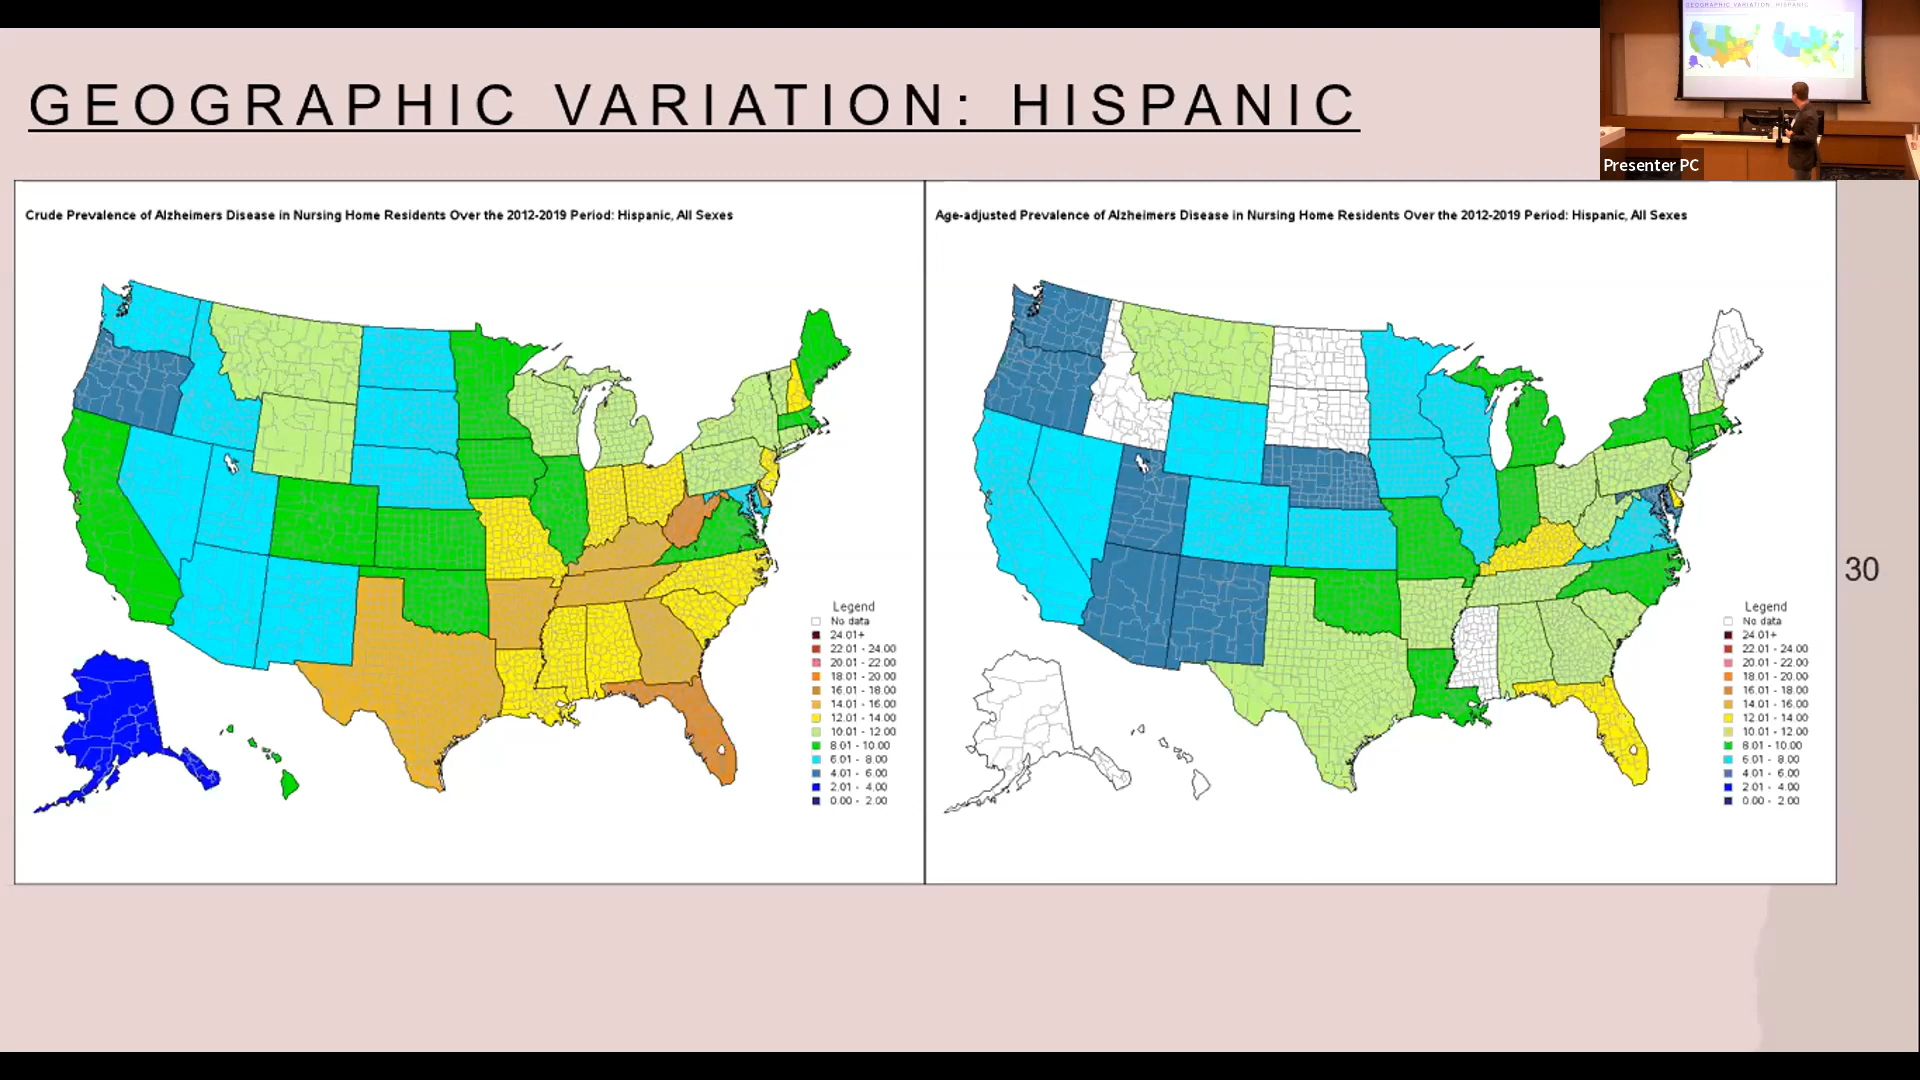 GEOGRAPHIC VARIATION: HISPANIC
GEOGRAPHIC VARIATION: HISPANIC
Presenter PC
Crude Prevalence of Alzheimers Disease in Nursing Home Residents Over the 2012-2019 Period: Hispanic, All Sexes
Legend
No data
24.01+
22.01 - 24.00
20.01 - 22.00
18.01 - 20.00
16.01 - 18.00
14.01 - 16.00
12.01 - 14.00
10.01 - 12.00
8.01 - 10.00
6.01 - 8.00
4.01 - 6.00
2.01 - 4.00
0.00 - 2.00
Age-adjusted Prevalence of Alzheimers Disease in Nursing Home Residents Over the 2012-2019 Period: Hispanic, All Sexes
Legend
No data
24.01+
22.01 - 24.00
20.01 - 22.00
18.01 - 20.00
16.01 - 18.00
14.01 - 16.00
12.01 - 14.00
10.01 - 12.00
8.01 - 10.00
6.01 - 8.00
4.01 - 6.00
2.01 - 4.00
0.00 - 2.00
30